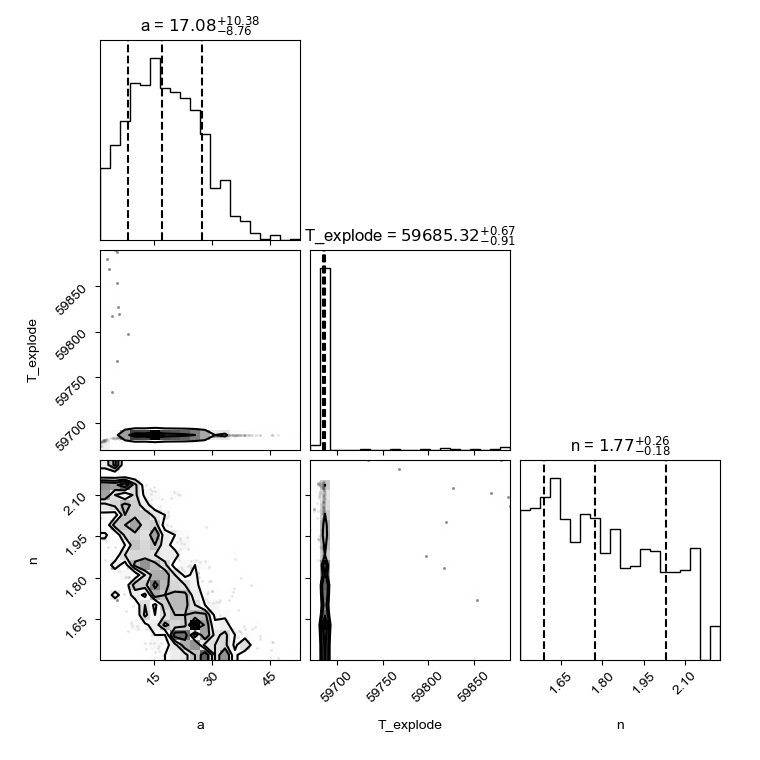 a = 17.08+10.38−8.76
T_explode = 59685.32+0.67−0.91
59850
59800
59750
59700
T_explode
n = 1.77+0.26−0.18
2.10
1.95
1.80
1.65
n
15 30 45
59700 59750 59800 59850
1.65 1.80 1.95 2.10
a
T_explode
n